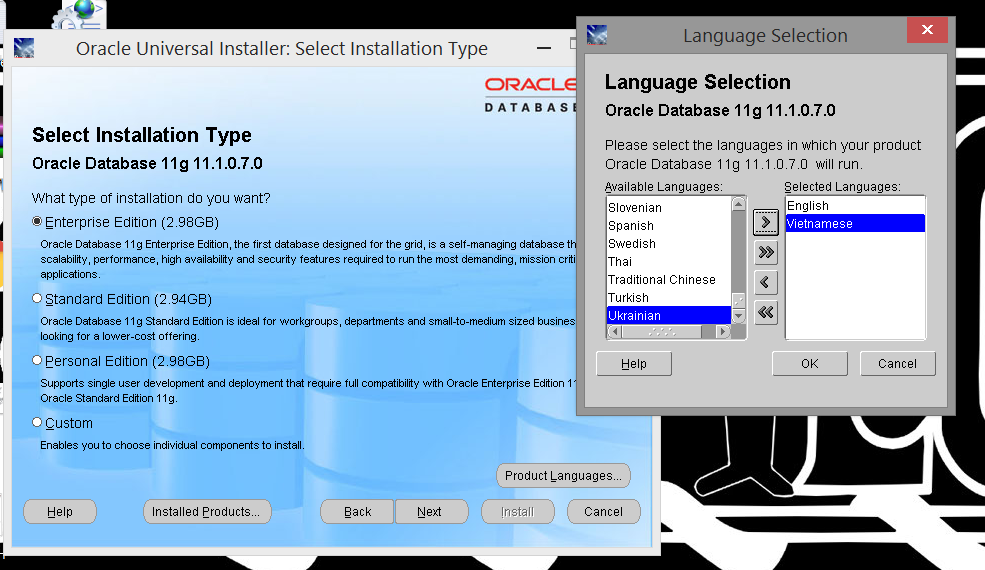 Oracle Universal Installer: Select Installation Type
ORACLE
DATABASE
Select Installation Type
Oracle Database 11g 11.1.0.7.0
What type of installation do you want?
Enterprise Edition (2.98GB)
Oracle Database 11g Enterprise Edition, the first database designed for the grid, is a self-managing database th
scalability, performance, high availability and security features required to run the most demanding, mission criti
applications.
Standard Edition (2.94GB)
Oracle Database 11g Standard Edition is ideal for workgroups, departments and small-to-medium sized busines
looking for a lower-cost offering.
Personal Edition (2.98GB)
Supports single user development and deployment that require full compatibility with Oracle Enterprise Edition 11
Oracle Standard Edition 11g.
Custom
Enables you to choose individual components to install.
Product Languages...
Help
Installed Products...
Back
Next
Install
Cancel
Language Selection
Language Selection
Oracle Database 11g 11.1.0.7.0
Please select the languages in which your product
Oracle Database 11g 11.1.0.7.0 will run.
Available Languages:
Slovenian
Spanish
Swedish
Thai
Traditional Chinese
Turkish
Ukrainian
Selected Languages:
English
Vietnamese
Help
OK
Cancel